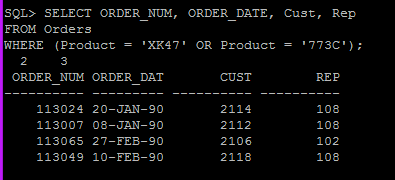 SQL> SELECT ORDER_NUM, ORDER_DATE, Cust, Rep
FROM Orders
WHERE (Product = 'XK47' OR Product = '773C');
  2    3
 ORDER_NUM ORDER_DAT       CUST        REP
---------- --------- ---------- ----------
    113024 20-JAN-90       2114        108
    113007 08-JAN-90       2112        108
    113065 27-FEB-90       2106        102
    113049 10-FEB-90       2118        108